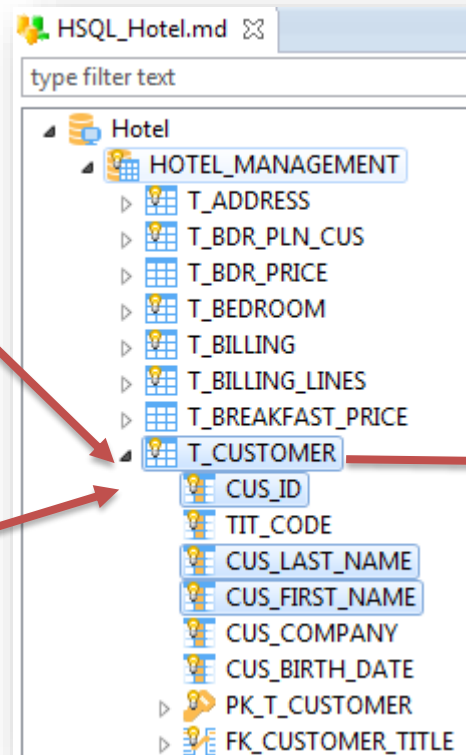 HSQL_Hotel.md
type filter text
Hotel
HOTEL_MANAGEMENT
T_ADDRESS
T_BDR_PLN_CUS
T_BDR_PRICE
T_BEDROOM
T_BILLING
T_BILLING_LINES
T_BREAKFAST_PRICE
T_CUSTOMER
CUS_ID
TIT_CODE
CUS_LAST_NAME
CUS_FIRST_NAME
CUS_COMPANY
CUS_BIRTH_DATE
PK_T_CUSTOMER
FK_CUSTOMER_TITLE